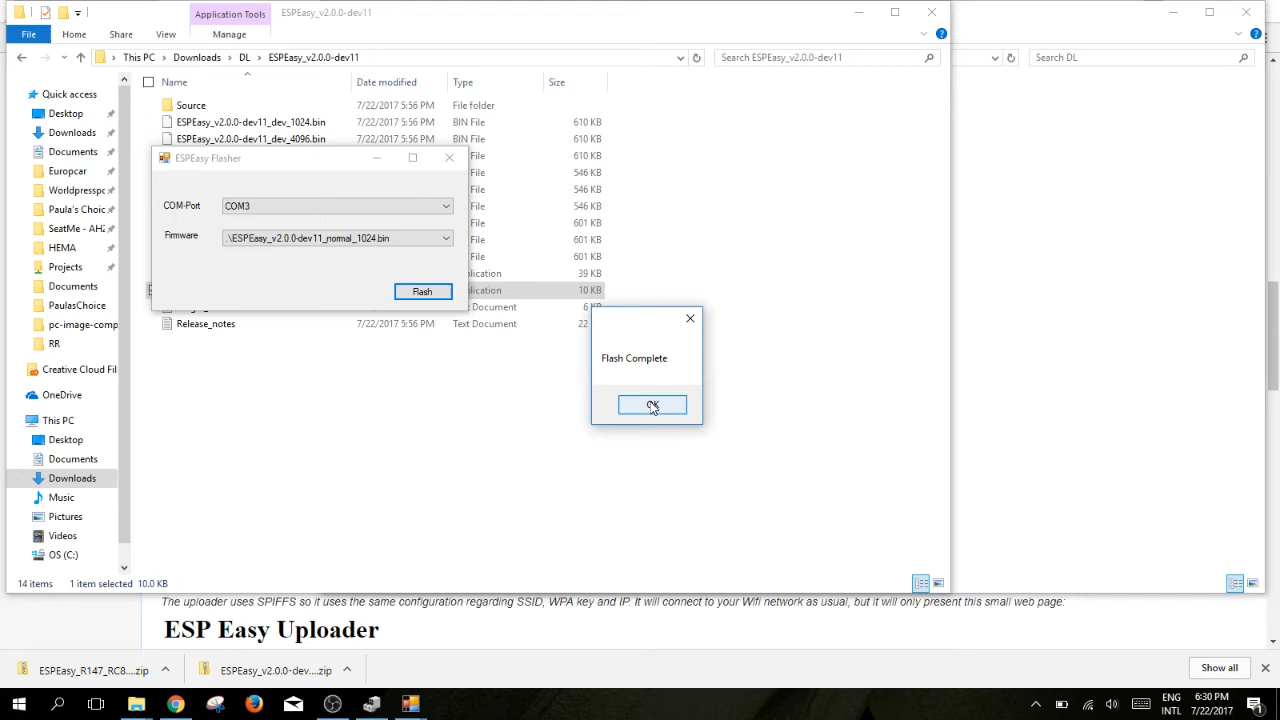 Application Tools
ESPEasy_v2.0.0-dev11
File
Home
Share
View
Manage
This PC
Downloads
DL
ESPEasy_v2.0.0-dev11
Search ESPEasy_v2.0.0-dev11
Search DL
Name
Date modified
Type
Size
Source
7/22/2017 5:56 PM
File folder
ESPEasy_v2.0.0-dev11_dev_1024.bin
7/22/2017 5:56 PM
BIN File
610 KB
ESPEasy_v2.0.0-dev11_dev_4096.bin
7/22/2017 5:56 PM
BIN File
610 KB
File
610 KB
File
546 KB
File
546 KB
File
546 KB
File
601 KB
File
601 KB
File
601 KB
plication
39 KB
plication
10 KB
t Document
6 KB
Release_notes
7/22/2017 5:56 PM
Text Document
22
Quick access
Desktop
Downloads
Documents
Europcar
Worldpresspc
Paula's Choic
SeatMe - AHZ
HEMA
Projects
Documents
PaulasChoice
pc-image-comp
RR
Creative Cloud Fil
OneDrive
This PC
Desktop
Documents
Downloads
Music
Pictures
Videos
OS (C:)
ESPEasy Flasher
COM-Port
COM3
Firmware
.\ESPEasy_v2.0.0-dev11_normal_1024.bin
Flash
Flash Complete
OK
14 items
1 item selected 10.0 KB
The uploader uses SPIFFS so it uses the same configuration regarding SSID, WPA key and IP. It will connect to your Wifi network as usual, but it will only present this small web page:
ESP Easy Uploader
ESPEasy_R147_RC8....zip
ESPEasy_v2.0.0-dev....zip
Show all
ENG
INTL
6:30 PM
7/22/2017